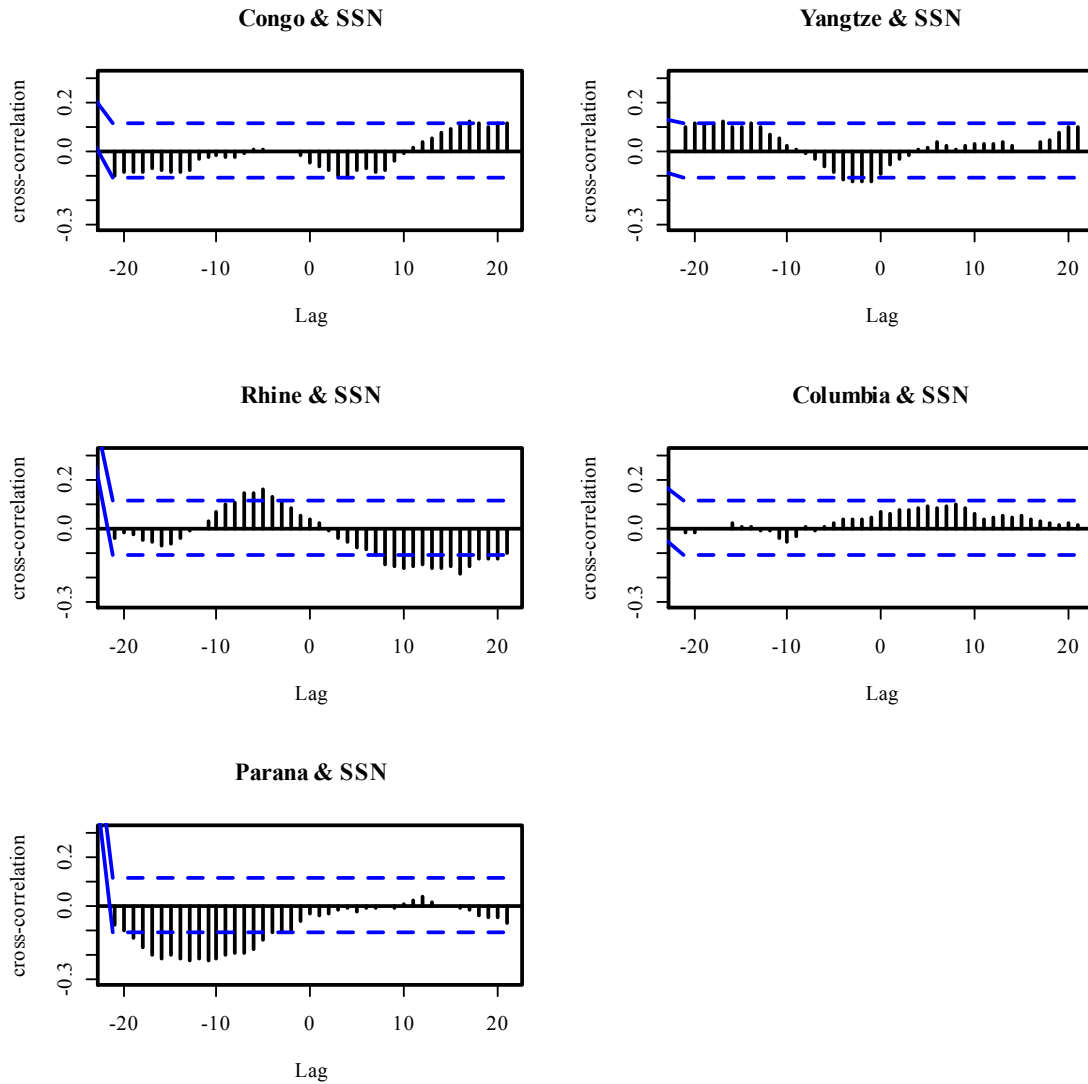 Congo & SSN
cross-correlation
0.2
0.0
-0.3
-20 -10 0 10 20
Lag
Yangtze & SSN
cross-correlation
0.2
0.0
-0.3
-20 -10 0 10 20
Lag
Rhine & SSN
cross-correlation
0.2
0.0
-0.3
-20 -10 0 10 20
Lag
Columbia & SSN
cross-correlation
0.2
0.0
-0.3
-20 -10 0 10 20
Lag
Parana & SSN
cross-correlation
0.2
0.0
-0.3
-20 -10 0 10 20
Lag